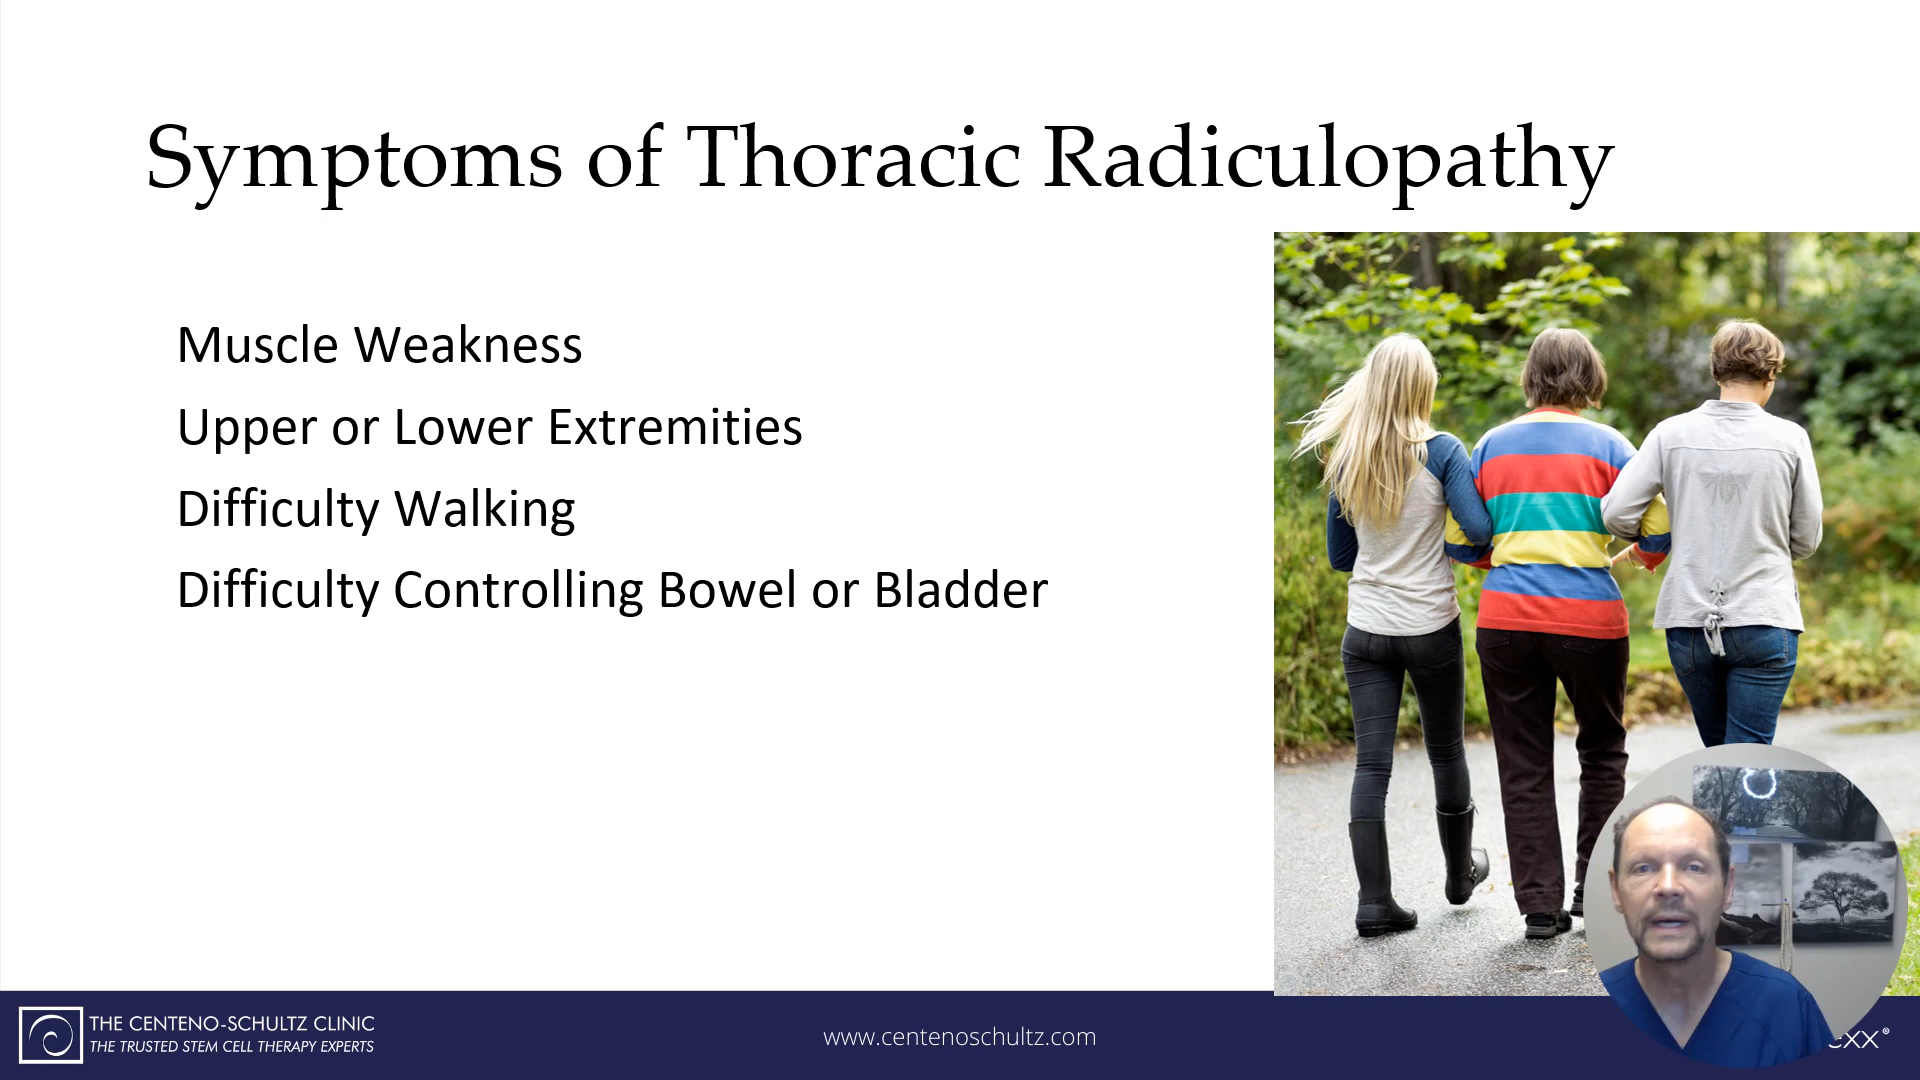 Symptoms of Thoracic Radiculopathy
Muscle Weakness
Upper or Lower Extremities
Difficulty Walking
Difficulty Controlling Bowel or Bladder
THE CENTENO-SCHULTZ CLINIC
THE TRUSTED STEM CELL THERAPY EXPERTS
www.centenoschultz.com